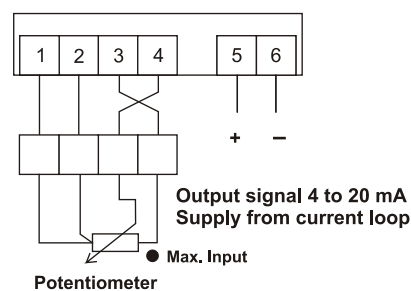 1 2 3 4 5 6
+ −
Output signal 4 to 20 mA
Supply from current loop
Max. Input
Potentiometer